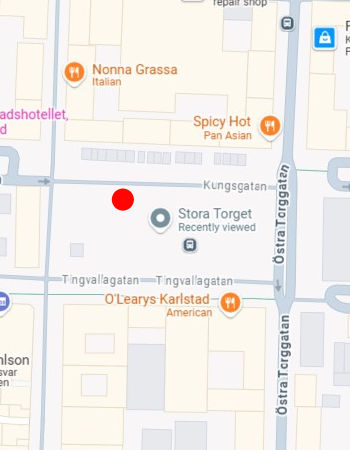 repair shop
Nonna Grassa
Italian
adshotellet,
d
Spicy Hot
Pan Asian
Kungsgatan
Östra Torggatan
Stora Torget
Recently viewed
Tingvallagatan
Tingvallagatan
O'Learys Karlstad
American
Östra Torggatan
hlson
svar
en